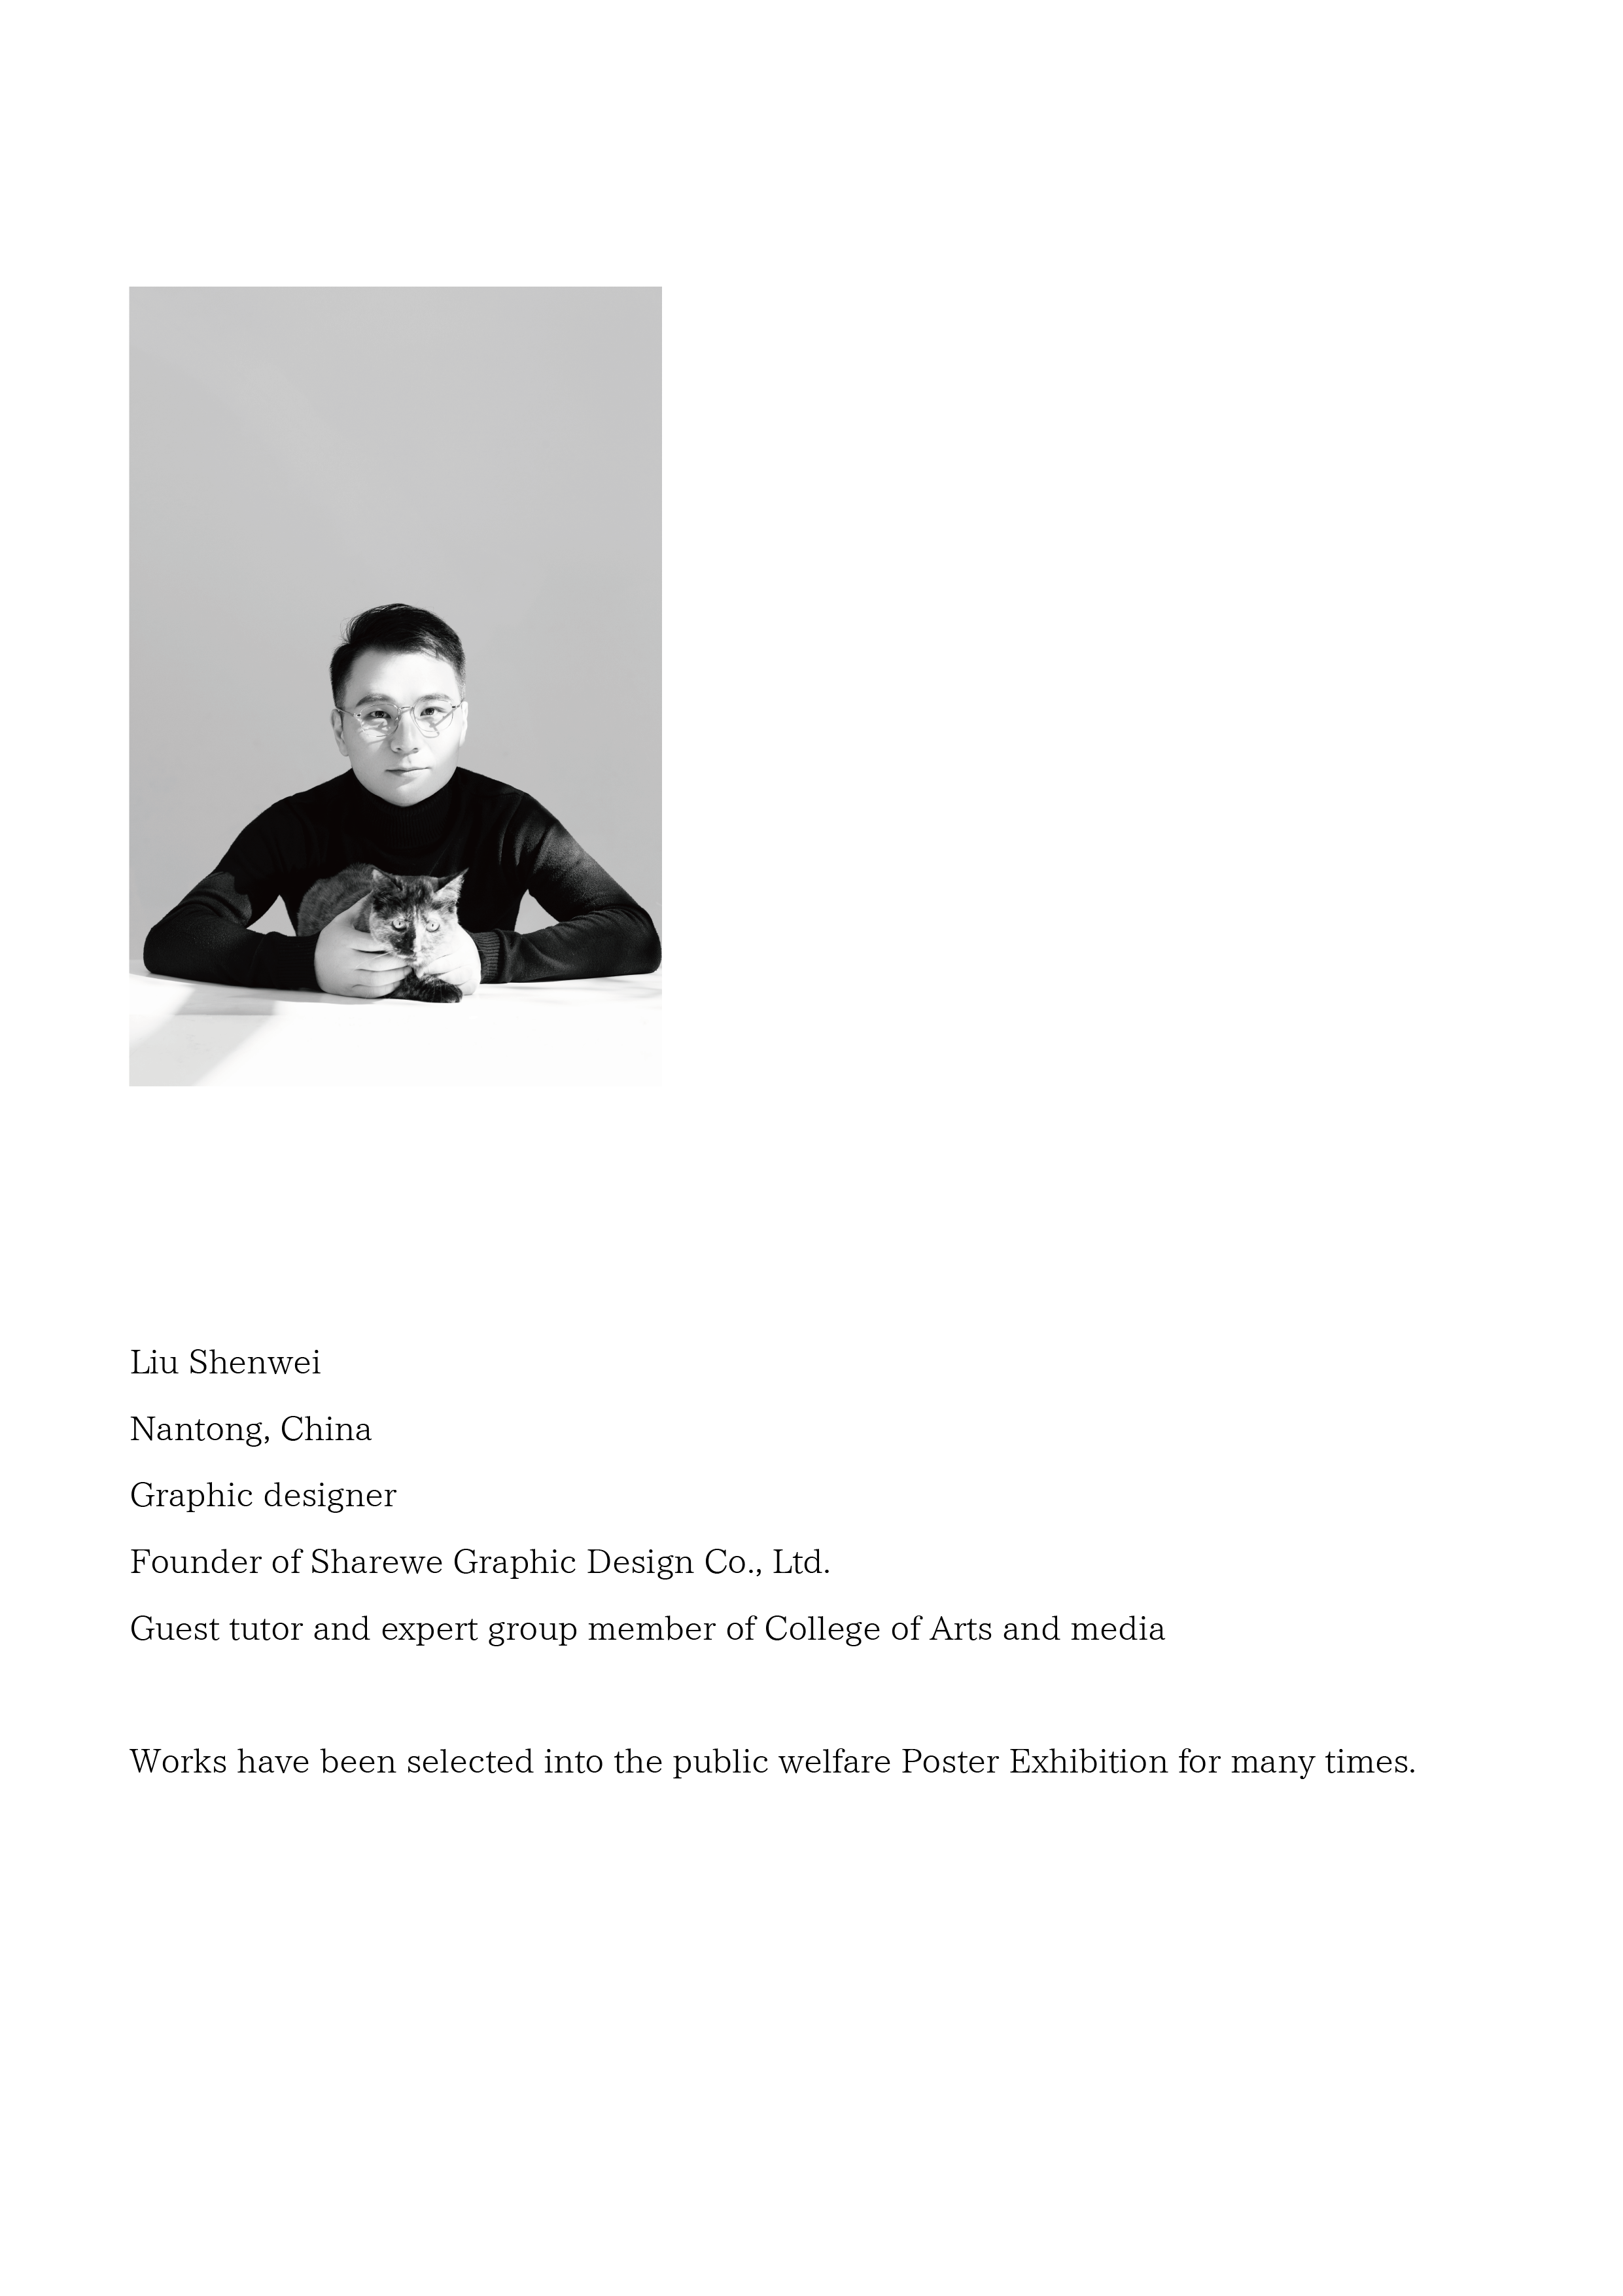 Liu Shenwei
Nantong, China
Graphic designer
Founder of Sharewe Graphic Design Co., Ltd.
Guest tutor and expert group member of College of Arts and media
Works have been selected into the public welfare Poster Exhibition for many times.